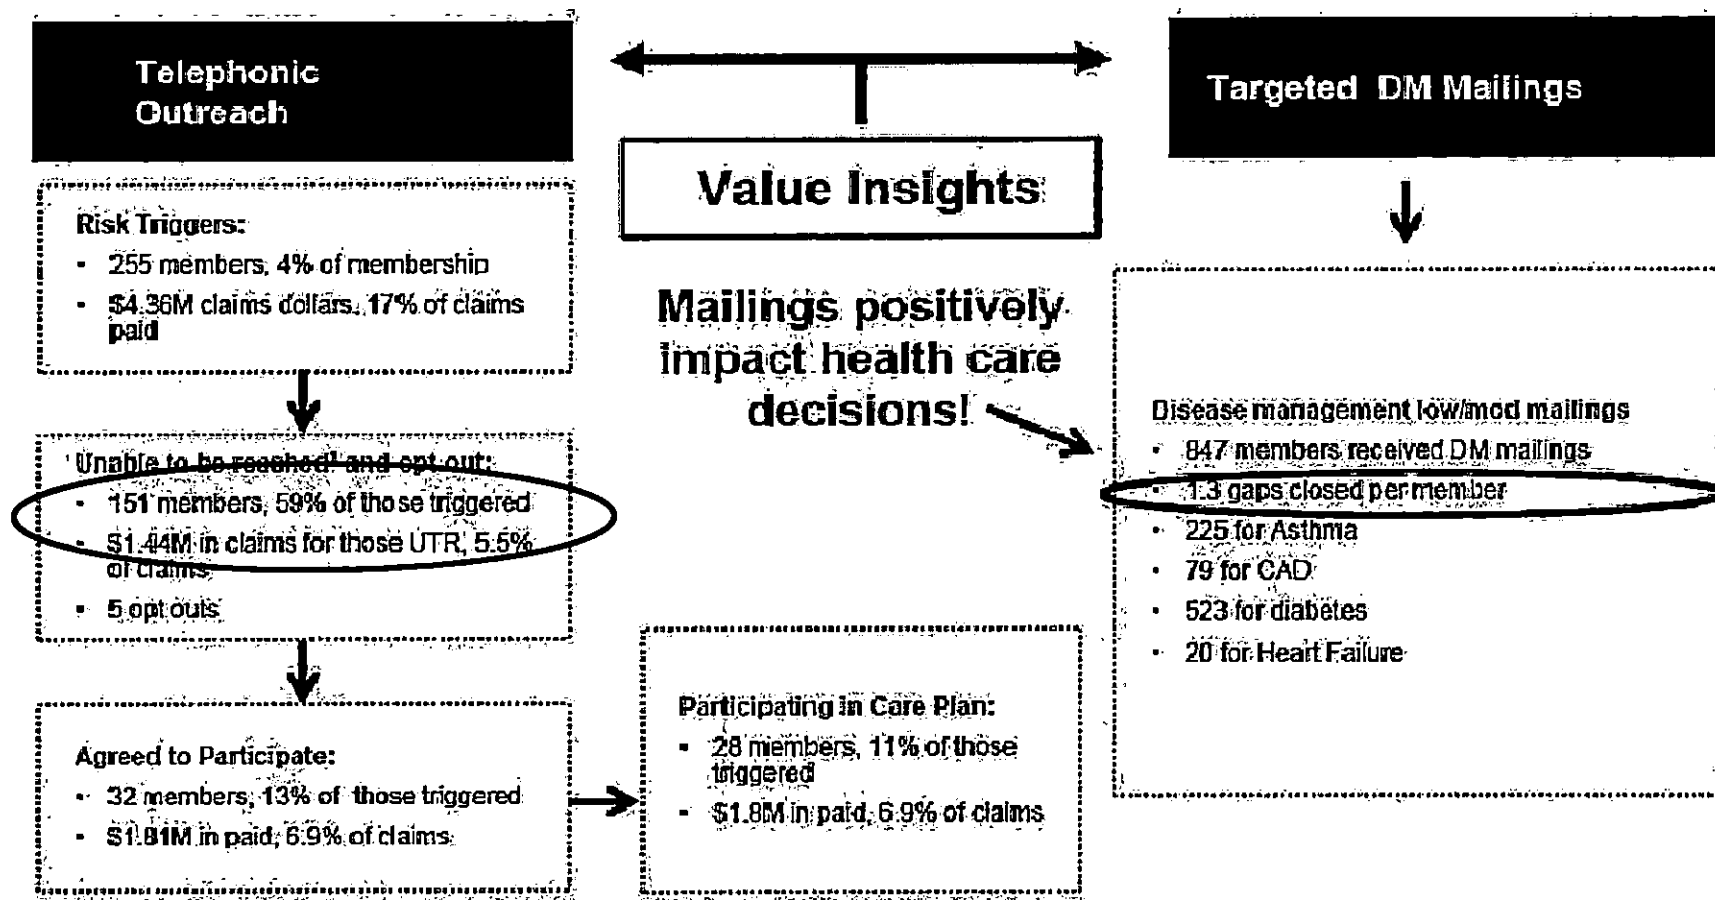 Telephonic
Outreach
Risk Triggers:
- 255 members, 4% of membership
- $4.36M claims dollars, 17% of claims
paid
Unable to be reached¹ and opt out:
- 151 members, 59% of those triggered
- $1.44M in claims for those UTR, 5.5%
of claims
- 5 opt outs
Agreed to Participate:
- 32 members, 13% of those triggered
- $1.81M in paid, 6.9% of claims
Value Insights
Mailings positively
impact health care
decisions!
Participating in Care Plan:
- 28 members, 11% of those
triggered
- $1.8M in paid, 6.9% of claims
Targeted DM Mailings
Disease management low/mod mailings
- 847 members received DM mailings
- 1.3 gaps closed per member
- 225 for Asthma
- 79 for CAD
- 523 for diabetes
- 20 for Heart Failure